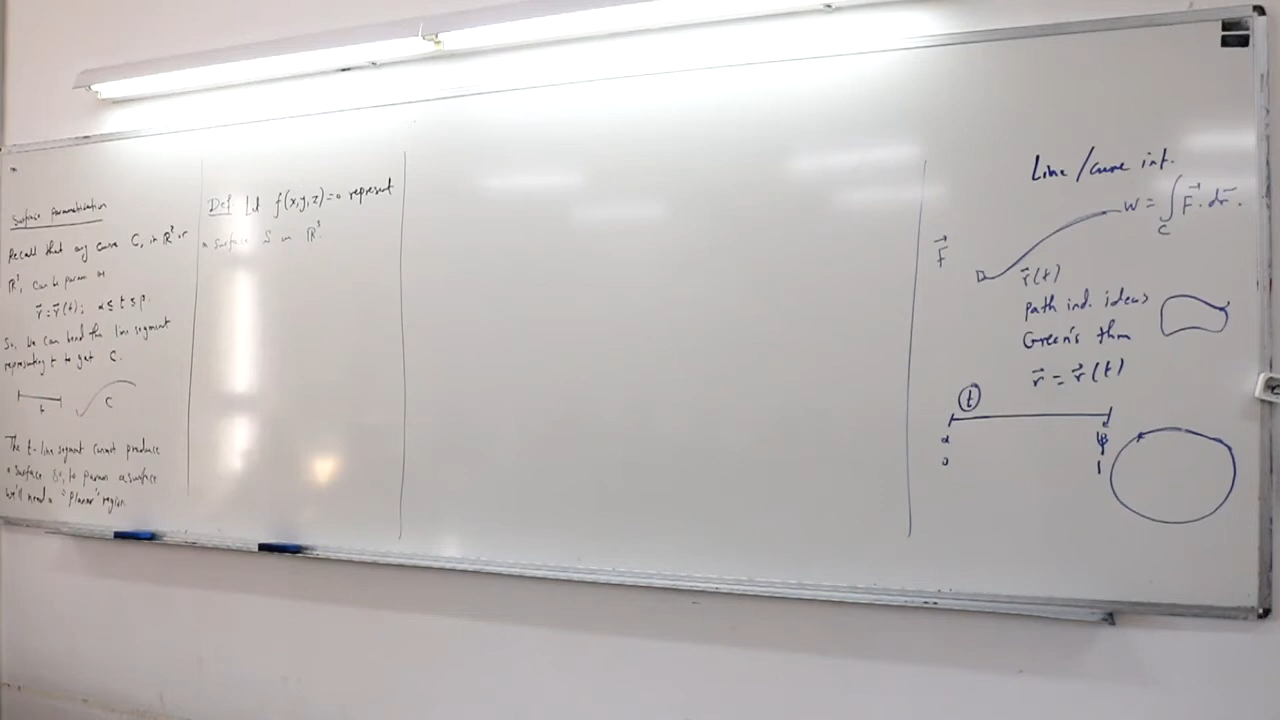 Surface Parametrization
Recall that any curve C, in ℝ² or
ℝ³, can be param as
r⃗ = r⃗(t); α ≤ t ≤ β.
So, we can bend the line segment
representing t to get C.
t
C
The t-line segment cannot produce
a surface. So, to param a surface
we'll need a "planar" region
Def Let f(x,y,z)=0 represent
a surface S in ℝ³.
Line/curve int.
W = ∫_C F⃗ . dr⃗ .
F⃗
r⃗(t)
Path ind. ideas
Green's thm
r⃗ = r⃗(t)
t
α β
0 1